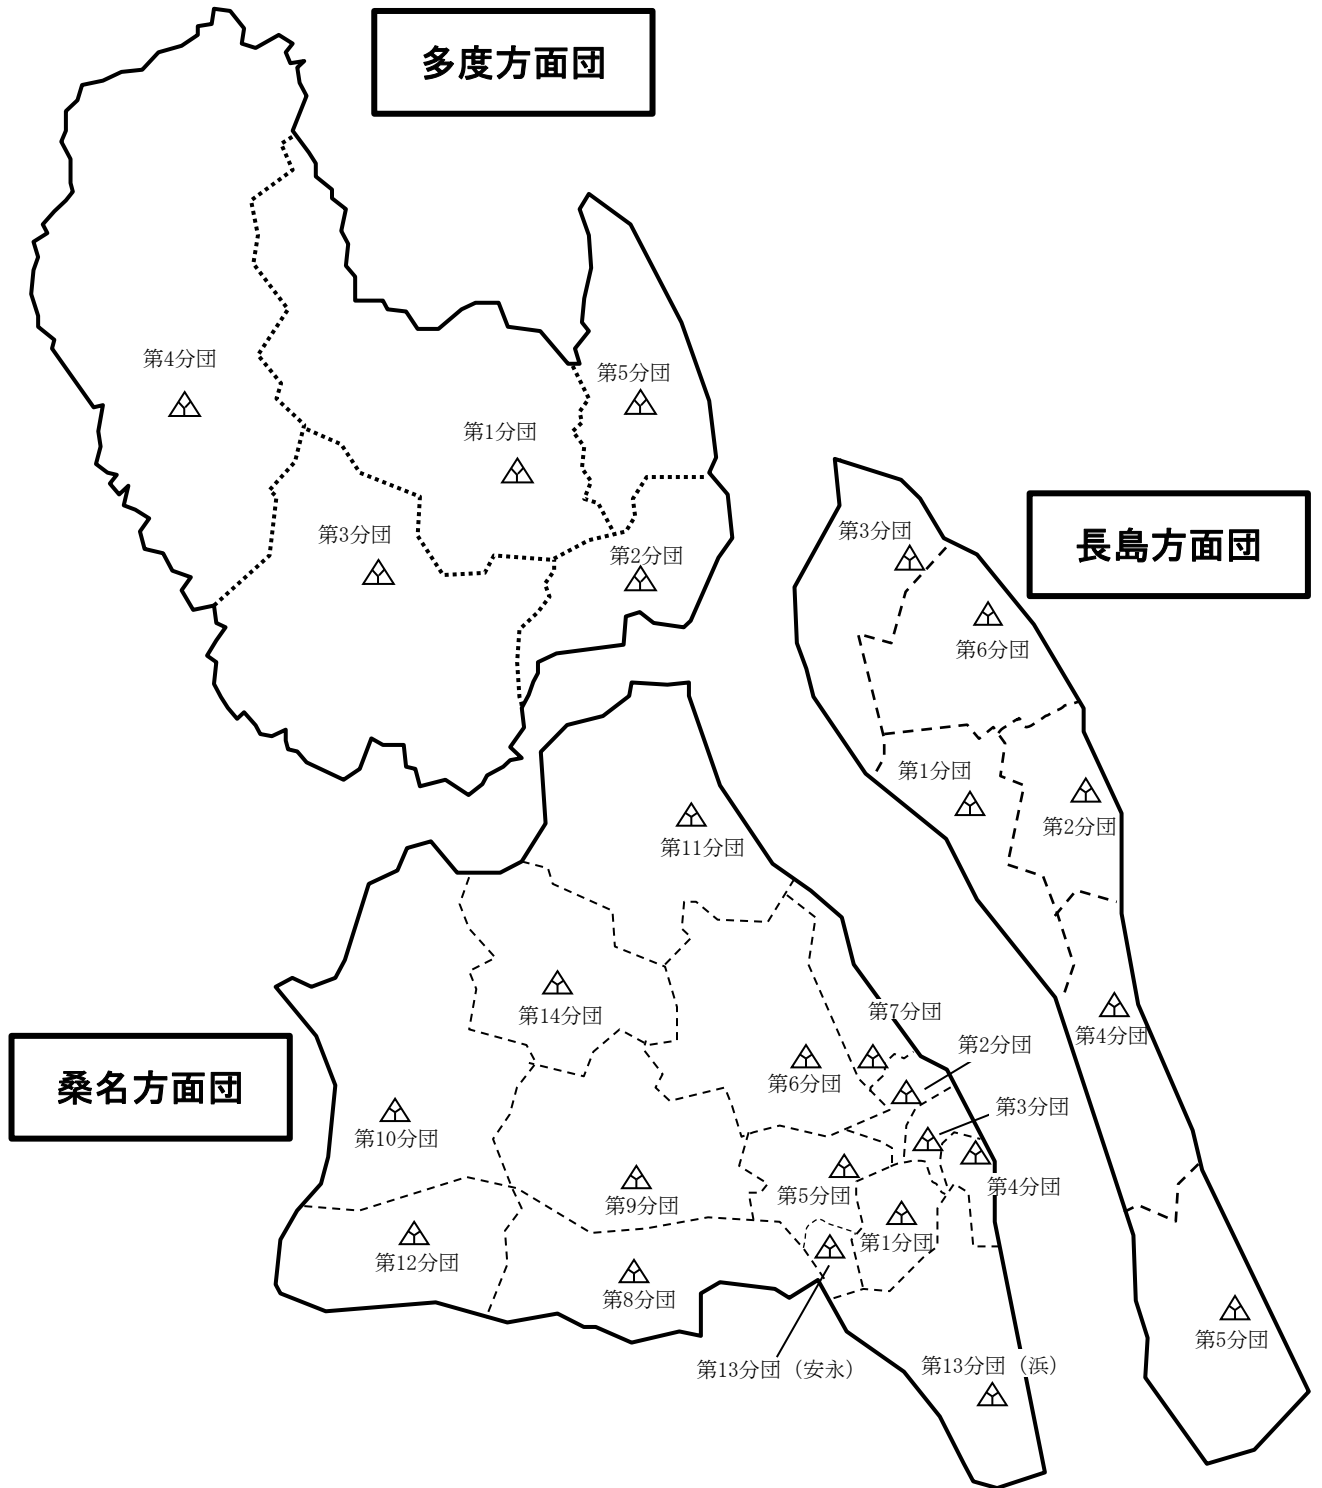 多度方面団
第4分団
第5分団
第1分団
第3分団
第2分団
長島方面団
第3分団
第6分団
第1分団
第2分団
第4分団
第5分団
桑名方面団
第11分団
第14分団
第7分団
第2分団
第6分団
第3分団
第10分団
第4分団
第5分団
第9分団
第1分団
第12分団
第8分団
第13分団（安永）
第13分団（浜）